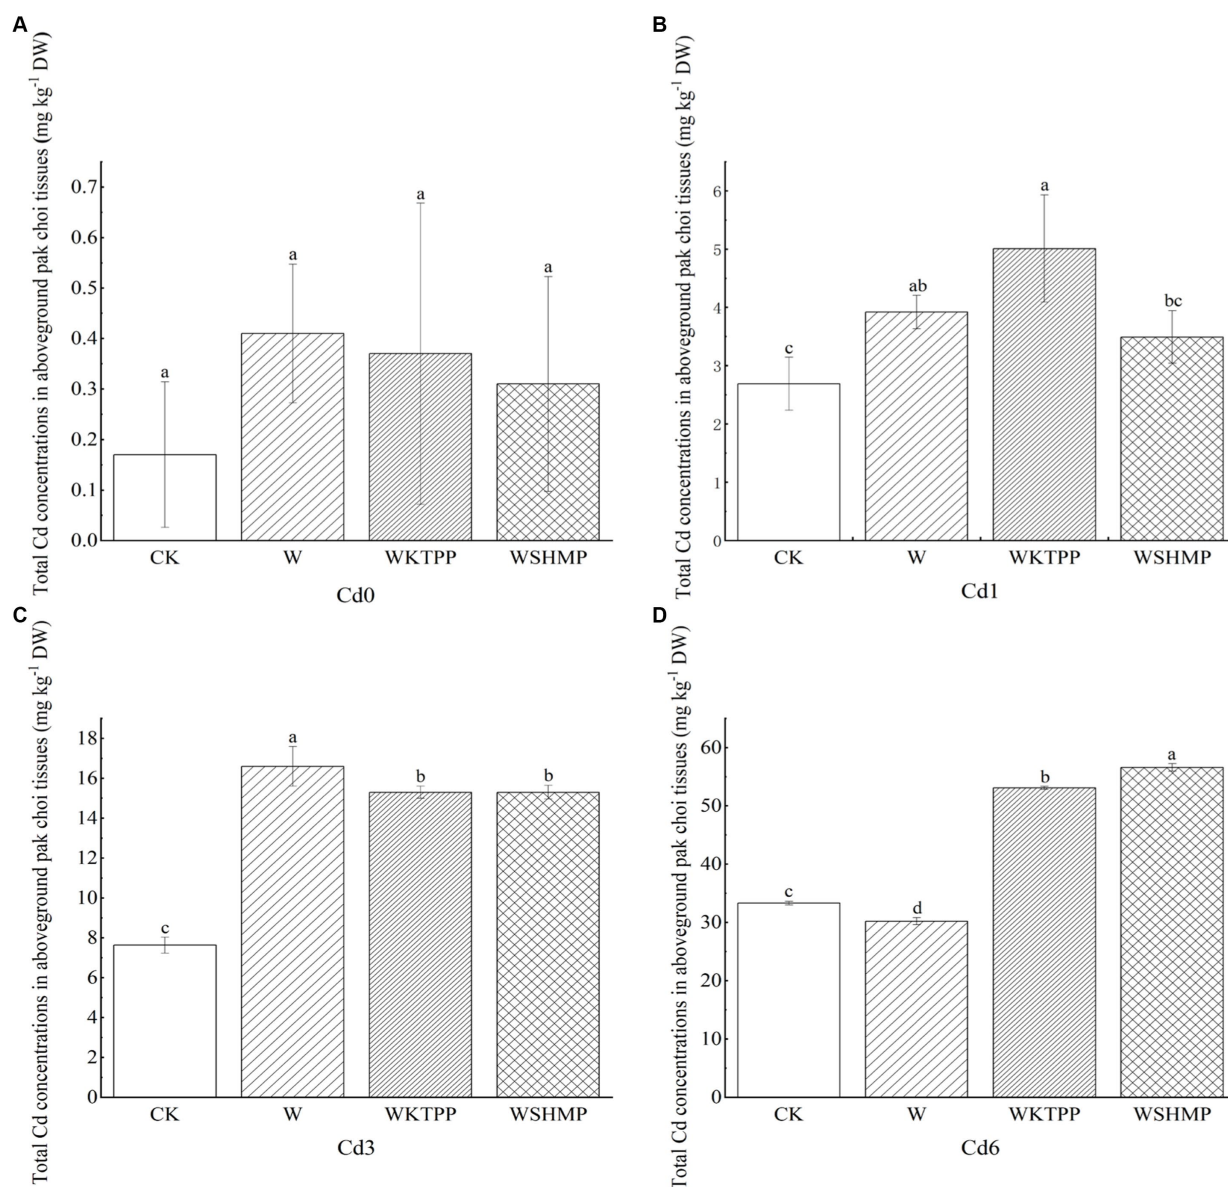 A
Total Cd concentrations in aboveground pak choi tissues (mg kg-1 DW)
0.7
0.6
0.5
0.4
0.3
0.2
0.1
0.0
a
a
a
a
CK W WKTPP WSHMP
Cd0
B
Total Cd concentrations in aboveground pak choi tissues (mg kg-1 DW)
6
5
4
3
2
1
0
c
ab
a
bc
CK W WKTPP WSHMP
Cd1
C
Total Cd concentrations in aboveground pak choi tissues (mg kg-1 DW)
18
16
14
12
10
8
6
4
2
0
c
a
b
b
CK W WKTPP WSHMP
Cd3
D
Total Cd concentrations in aboveground pak choi tissues (mg kg-1 DW)
60
50
40
30
20
10
0
c
d
b
a
CK W WKTPP WSHMP
Cd6